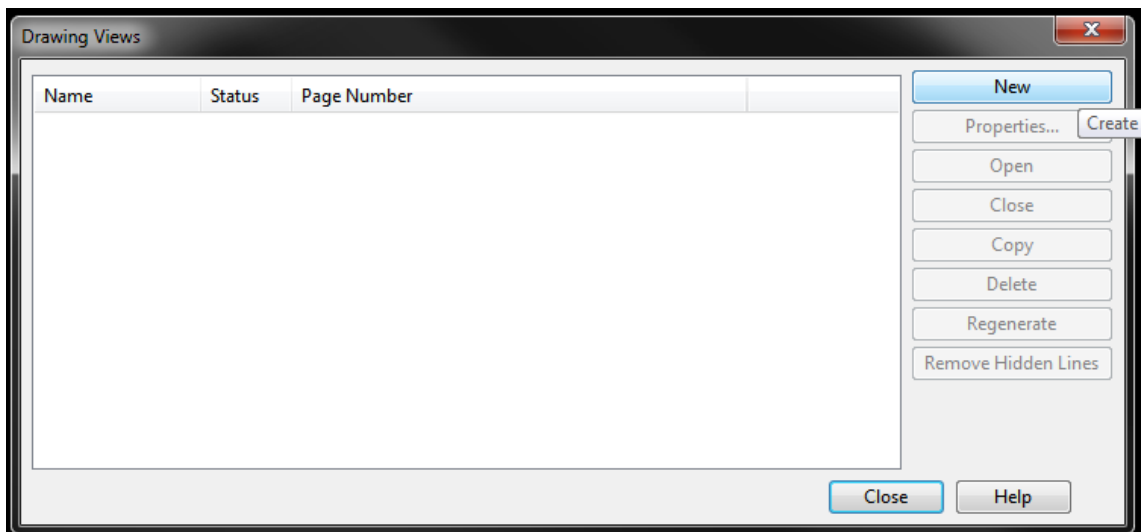 Drawing Views
Name Status Page Number
New
Properties...
Create
Open
Close
Copy
Delete
Regenerate
Remove Hidden Lines
Close Help